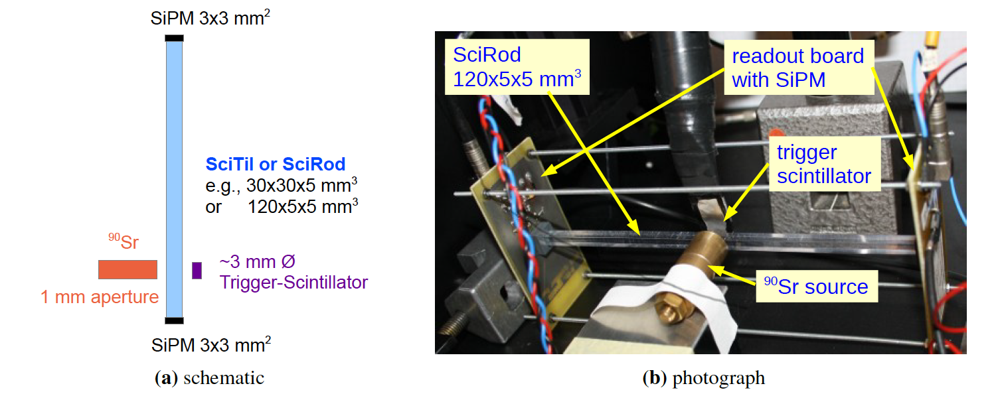 SiPM 3x3 mm²
SciTil or SciRod
e.g., 30x30x5 mm³
or 120x5x5 mm³
⁹⁰Sr
1 mm aperture
~3 mm Ø
Trigger-Scintillator
SiPM 3x3 mm²
(a) schematic
SciRod
120x5x5 mm³
readout board
with SiPM
trigger
scintillator
⁹⁰Sr source
(b) photograph